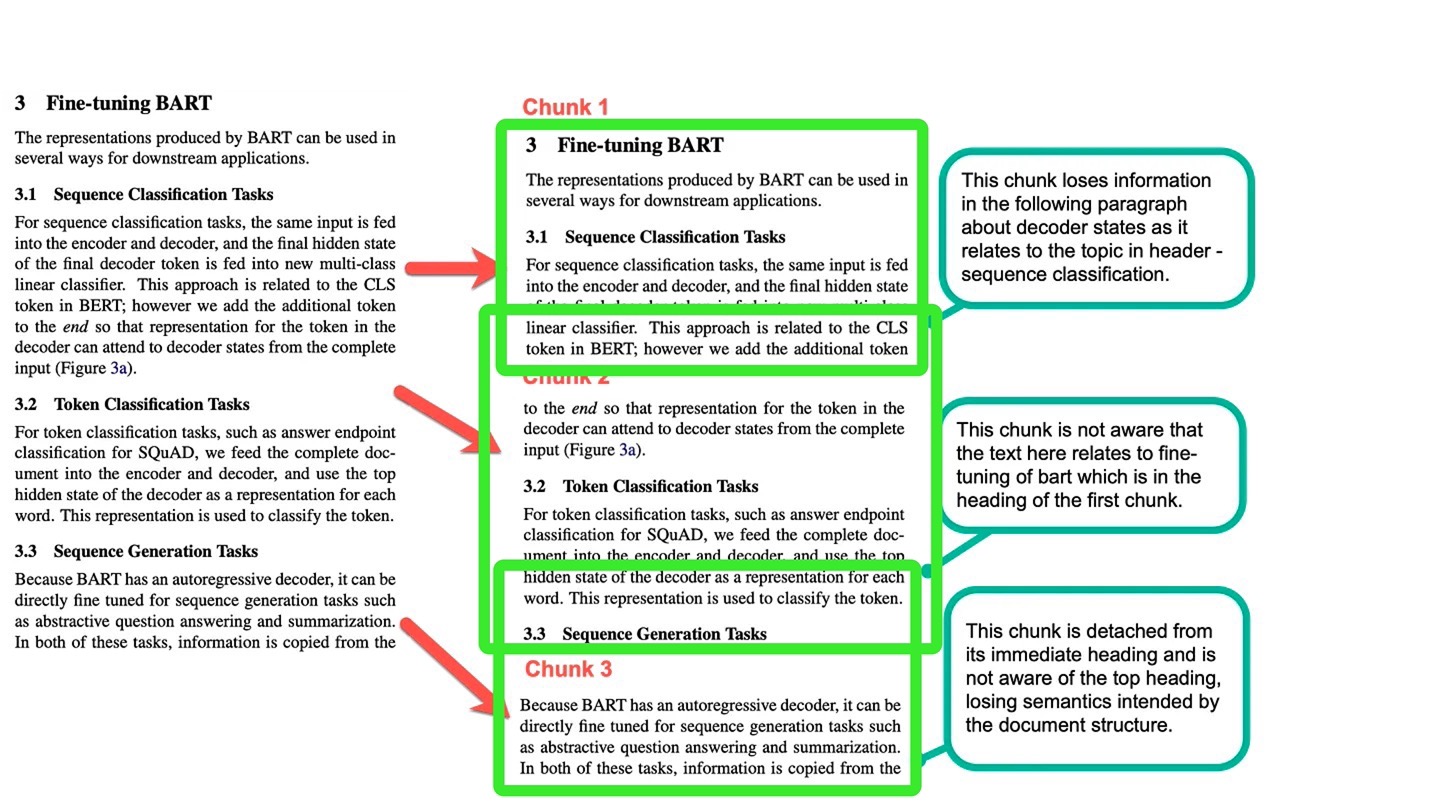 3 Fine-tuning BART
The representations produced by BART can be used in
several ways for downstream applications.
3.1 Sequence Classification Tasks
For sequence classification tasks, the same input is fed
into the encoder and decoder, and the final hidden state
of the final decoder token is fed into new multi-class
linear classifier. This approach is related to the CLS
token in BERT; however we add the additional token
to the end so that representation for the token in the
decoder can attend to decoder states from the complete
input (Figure 3a).
3.2 Token Classification Tasks
For token classification tasks, such as answer endpoint
classification for SQuAD, we feed the complete doc-
ument into the encoder and decoder, and use the top
hidden state of the decoder as a representation for each
word. This representation is used to classify the token.
3.3 Sequence Generation Tasks
Because BART has an autoregressive decoder, it can be
directly fine tuned for sequence generation tasks such
as abstractive question answering and summarization.
In both of these tasks, information is copied from the
Chunk 1
3 Fine-tuning BART
The representations produced by BART can be used in
several ways for downstream applications.
3.1 Sequence Classification Tasks
For sequence classification tasks, the same input is fed
into the encoder and decoder, and the final hidden state
of the final decoder token is fed into new multi-class
linear classifier. This approach is related to the CLS
token in BERT; however we add the additional token
Chunk 2
to the end so that representation for the token in the
decoder can attend to decoder states from the complete
input (Figure 3a).
3.2 Token Classification Tasks
For token classification tasks, such as answer endpoint
classification for SQuAD, we feed the complete doc-
ument into the encoder and decoder, and use the top
hidden state of the decoder as a representation for each
word. This representation is used to classify the token.
3.3 Sequence Generation Tasks
Chunk 3
Because BART has an autoregressive decoder, it can be
directly fine tuned for sequence generation tasks such
as abstractive question answering and summarization.
In both of these tasks, information is copied from the
This chunk loses information
in the following paragraph
about decoder states as it
relates to the topic in header -
sequence classification.
This chunk is not aware that
the text here relates to fine-
tuning of bart which is in the
heading of the first chunk.
This chunk is detached from
its immediate heading and is
not aware of the top heading,
losing semantics intended by
the document structure.